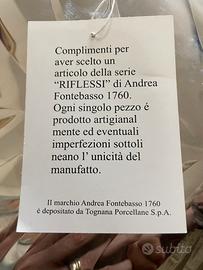 Complimenti per
aver scelto un
articolo della serie
“RIFLESSI” di Andrea
Fontebasso 1760.
Ogni singolo pezzo é
prodotto artigianal
mente ed eventuali
imperfezioni sottoli
neano l’ unicità del
manufatto.
Il marchio Andrea Fontebasso 1760
é depositato da Tognana Porcellane S.p.A.
subito